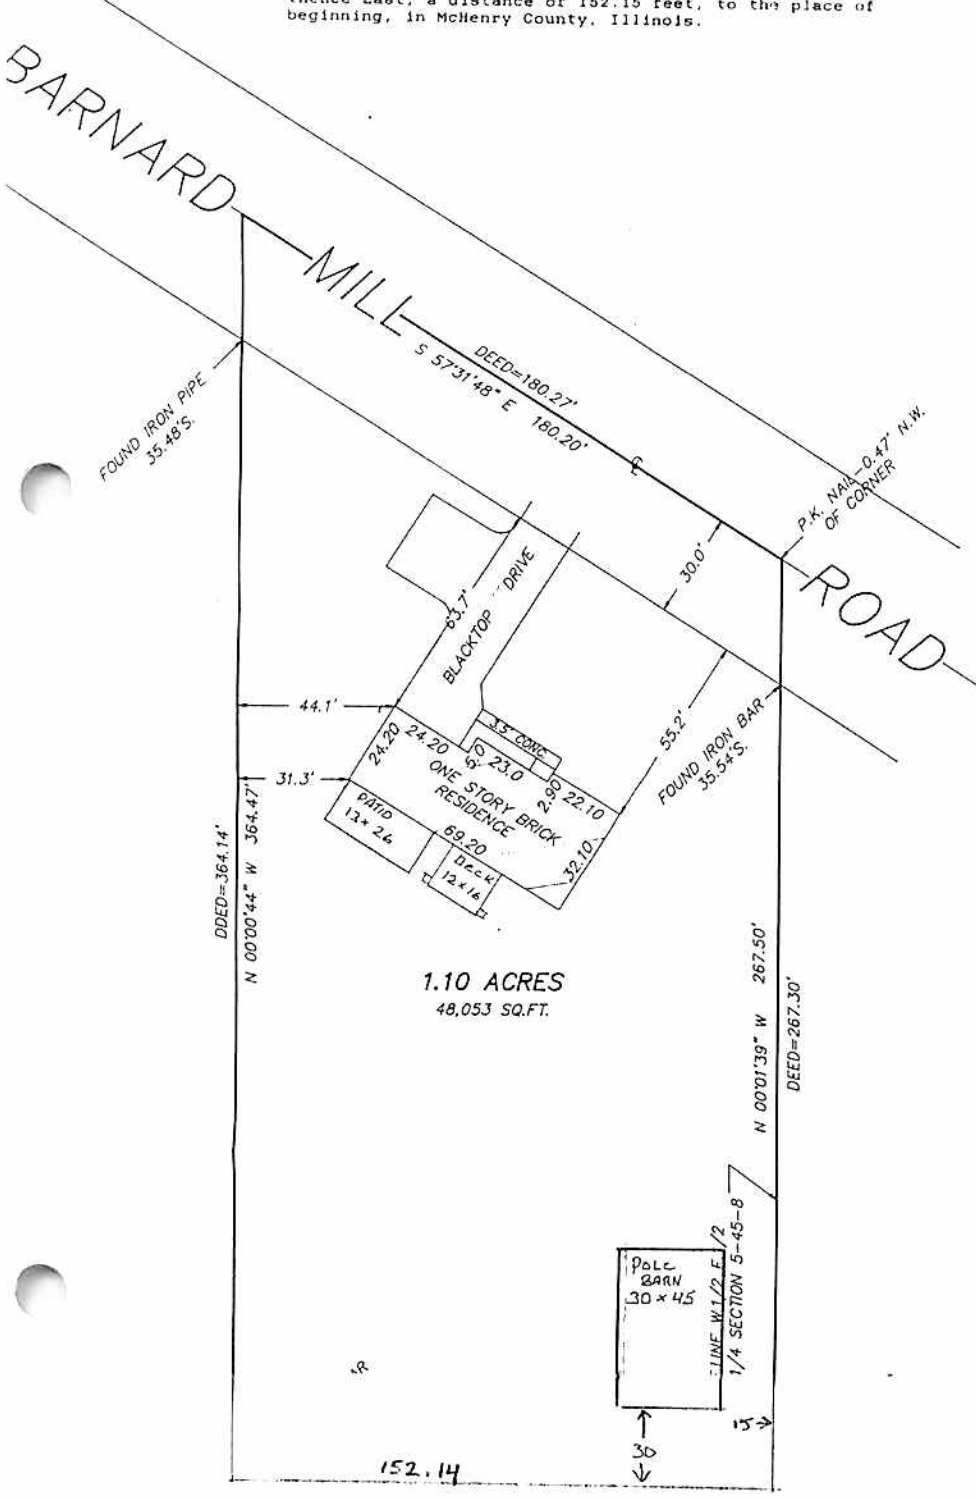 thence East, a distance of 152.15 feet, to the place of
beginning, in McHenry County, Illinois.
BARNARD
MILL
ROAD
DEED=180.27'
S 57°31'48" E 180.20'
FOUND IRON PIPE
35.48'S.
P.K. NAIL-0.47' N.W.
OF CORNER
30.0'
BLACKTOP DRIVE
63.7'
44.1'
55.2'
FOUND IRON BAR
35.54'S.
3.5' CONC.
24.20
24.20
6.0
23.0
2.90
22.10
ONE STORY BRICK
RESIDENCE
31.3'
69.20
32.10
PATIO
13x26
DECK
12x16
DDED=364.14'
N 00°00'44" W 364.47'
1.10 ACRES
48,053 SQ.FT.
N 00°01'39" W 267.50'
DEED=267.30'
LINE W1/2 E1/2
1/4 SECTION 5-45-8
POLE
BARN
30x45
15
30
152.14